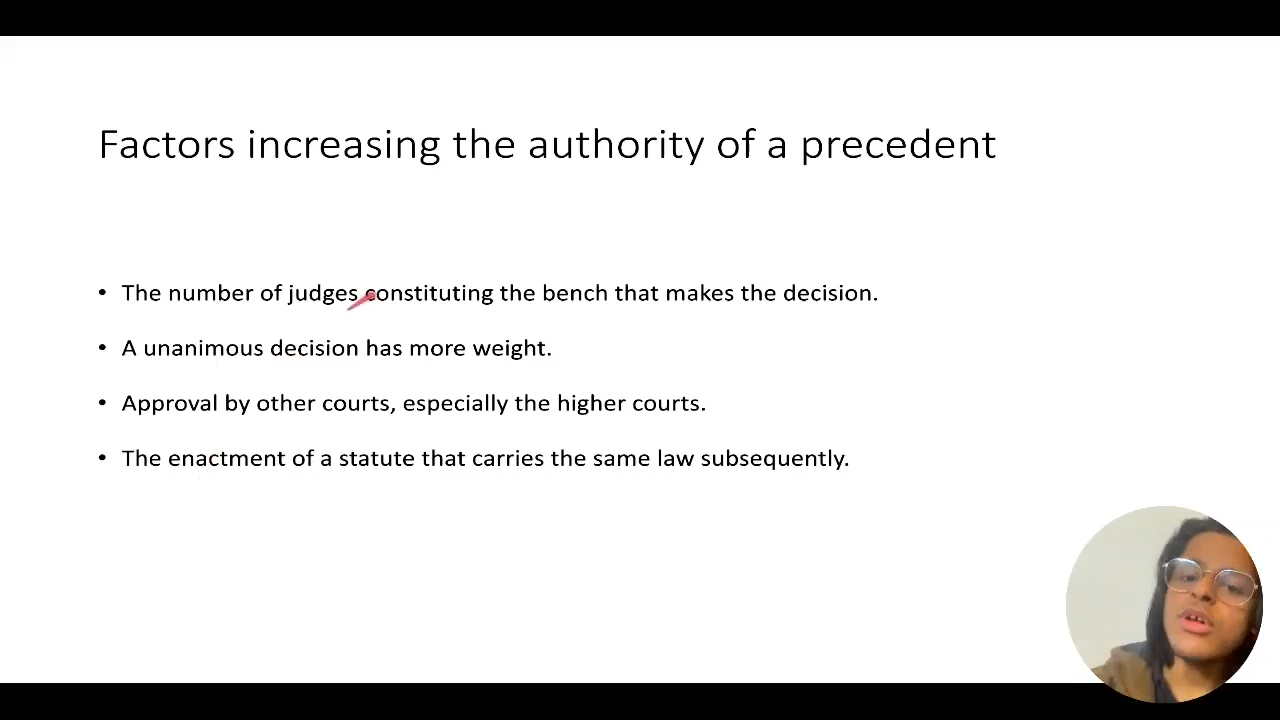 Factors increasing the authority of a precedent
• The number of judges constituting the bench that makes the decision.
• A unanimous decision has more weight.
• Approval by other courts, especially the higher courts.
• The enactment of a statute that carries the same law subsequently.